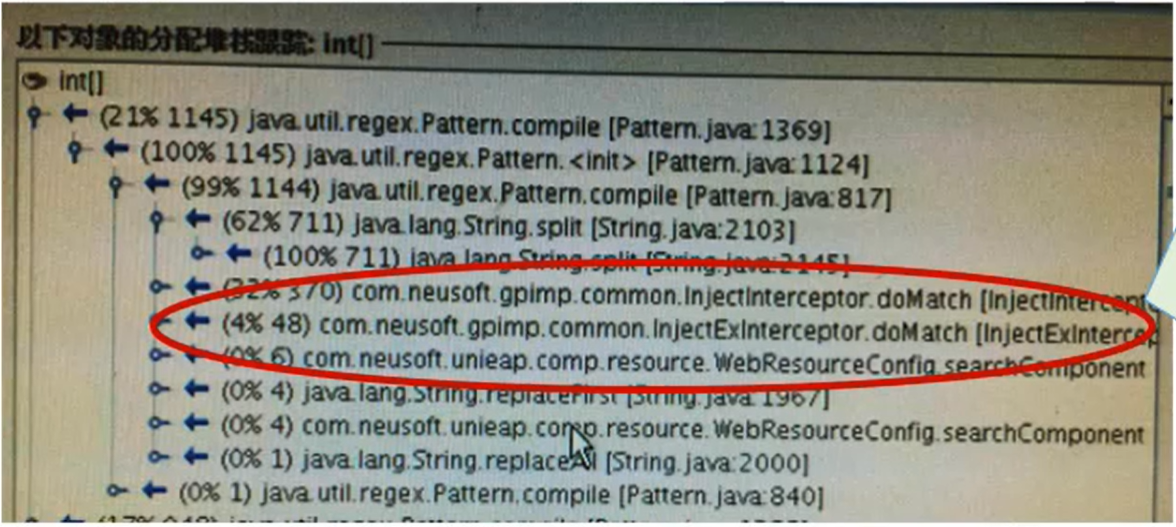 以下对象的分配堆栈跟踪: int[]
int[]
(21% 1145) java.util.regex.Pattern.compile [Pattern.java:1369]
(100% 1145) java.util.regex.Pattern.<init> [Pattern.java:1124]
(99% 1144) java.util.regex.Pattern.compile [Pattern.java:817]
(62% 711) java.lang.String.split [String.java:2103]
(100% 711) java.lang.String.split [String.java:2145]
(32% 370) com.neusoft.gpimp.common.InjectInterceptor.doMatch [InjectIntercept
(4% 48) com.neusoft.gpimp.common.InjectExInterceptor.doMatch [InjectExIntercep
(0% 6) com.neusoft.unieap.comp.resource.WebResourceConfig.searchComponent
(0% 4) java.lang.String.replaceFirst [String.java:1967]
(0% 4) com.neusoft.unieap.comp.resource.WebResourceConfig.searchComponent
(0% 1) java.lang.String.replaceAll [String.java:2000]
(0% 1) java.util.regex.Pattern.compile [Pattern.java:840]